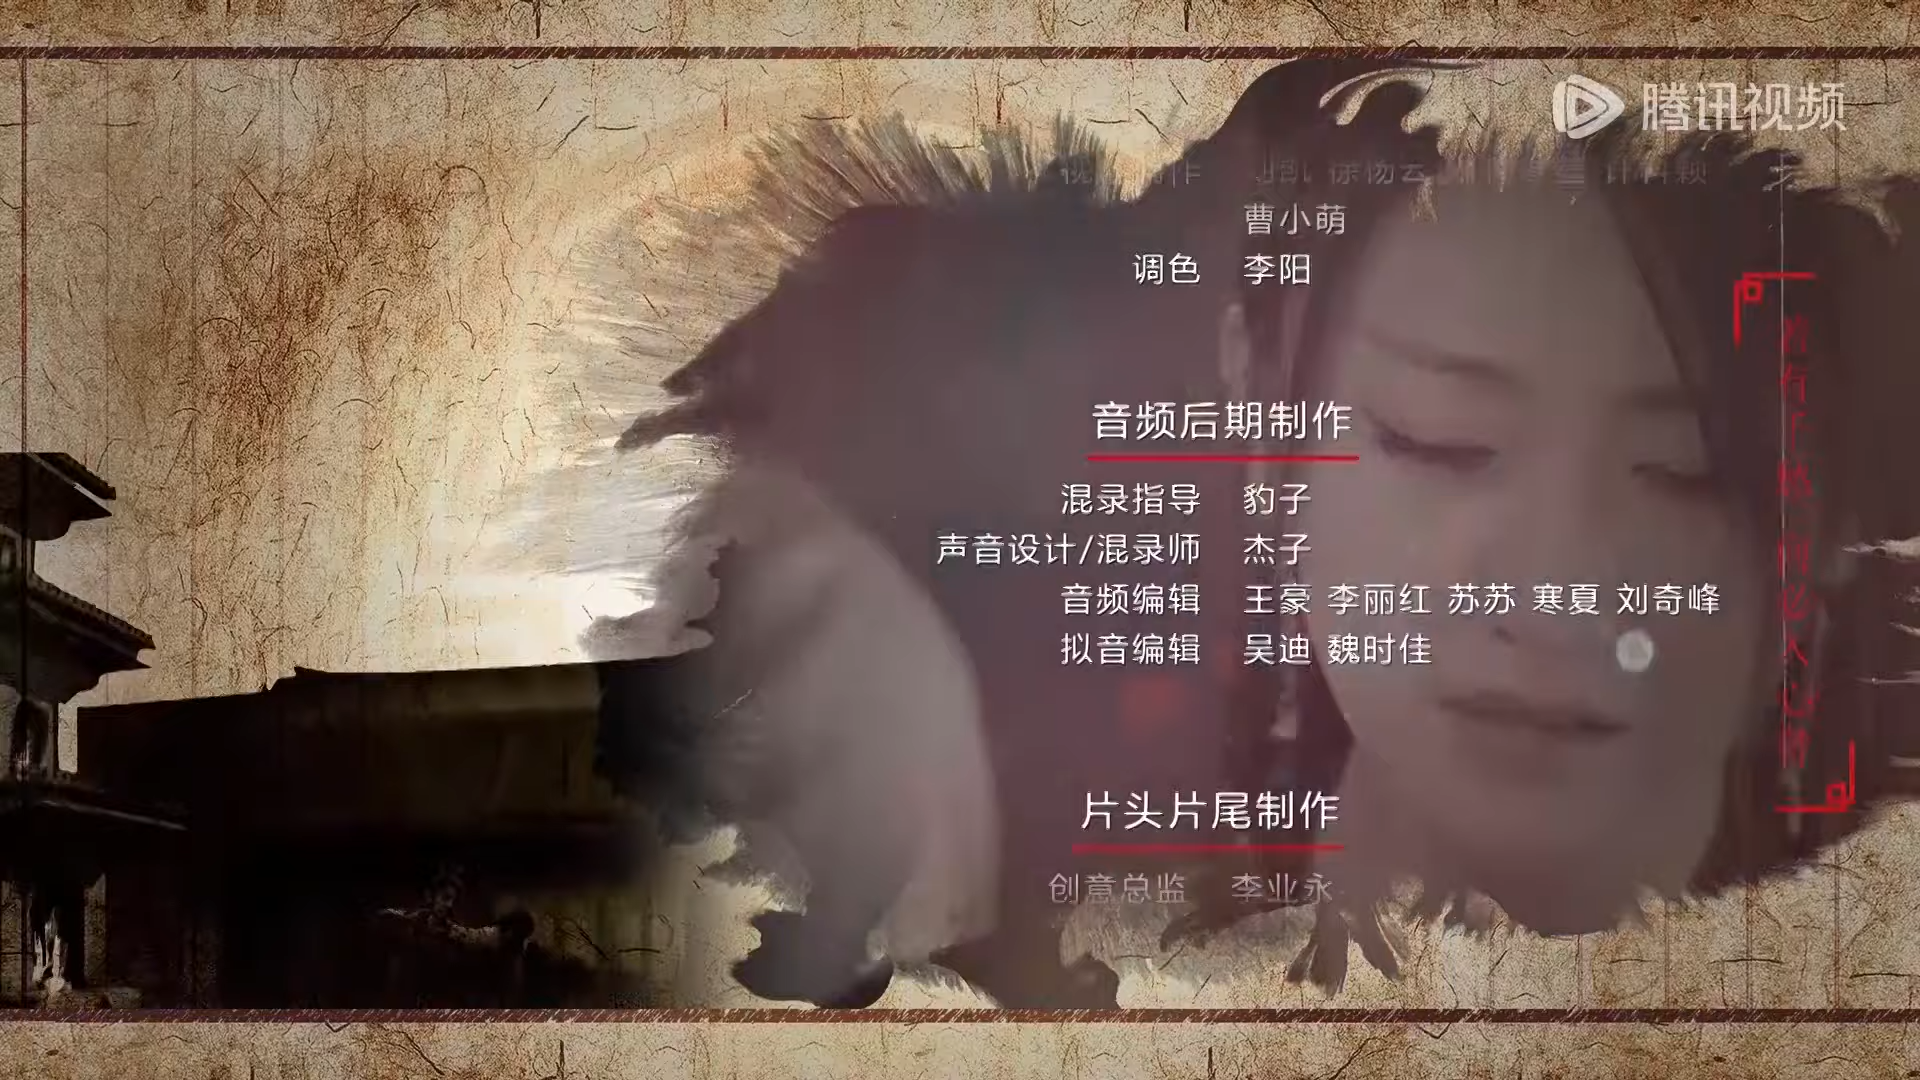 腾讯视频
徐杨云
曹小萌
调色 李阳
音频后期制作
混录指导 豹子
声音设计/混录师 杰子
音频编辑 王豪 李丽红 苏苏 寒夏 刘奇峰
拟音编辑 吴迪 魏时佳
片头片尾制作
创意总监 李业永